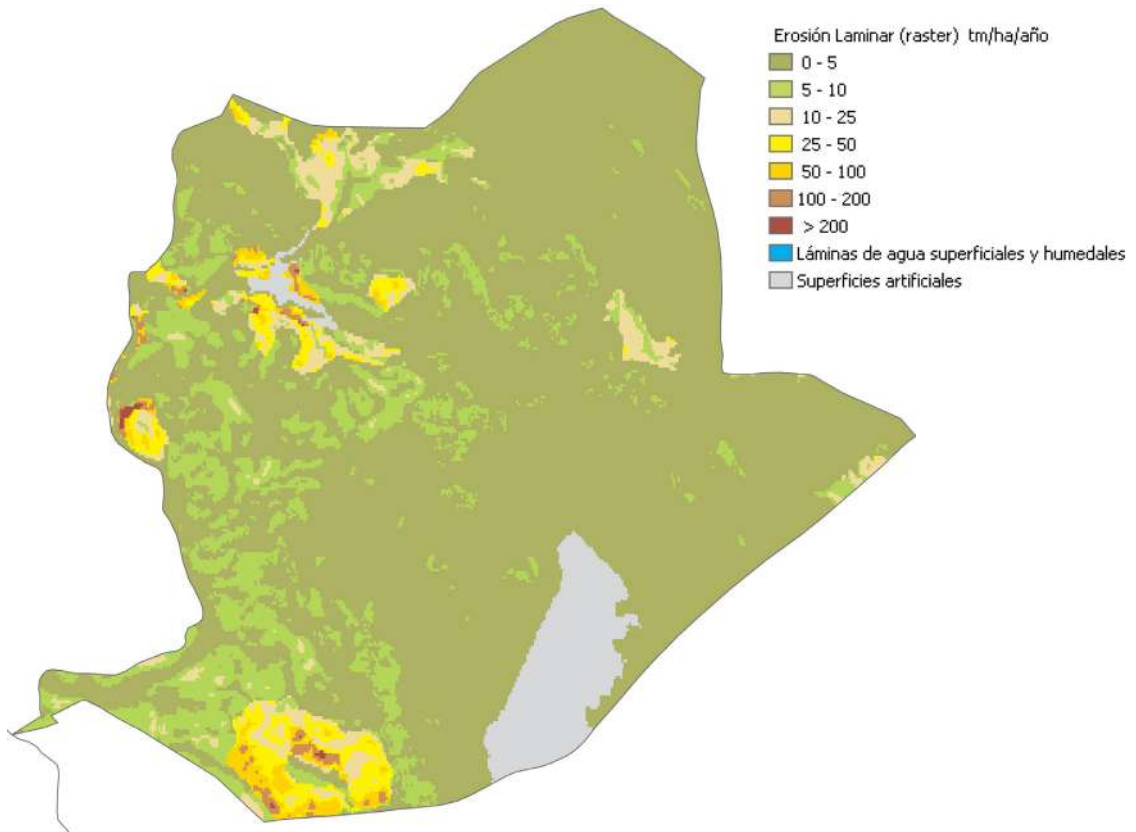 Erosión Laminar (raster) tm/ha/año
0 - 5
5 - 10
10 - 25
25 - 50
50 - 100
100 - 200
> 200
Láminas de agua superficiales y humedales
Superficies artificiales